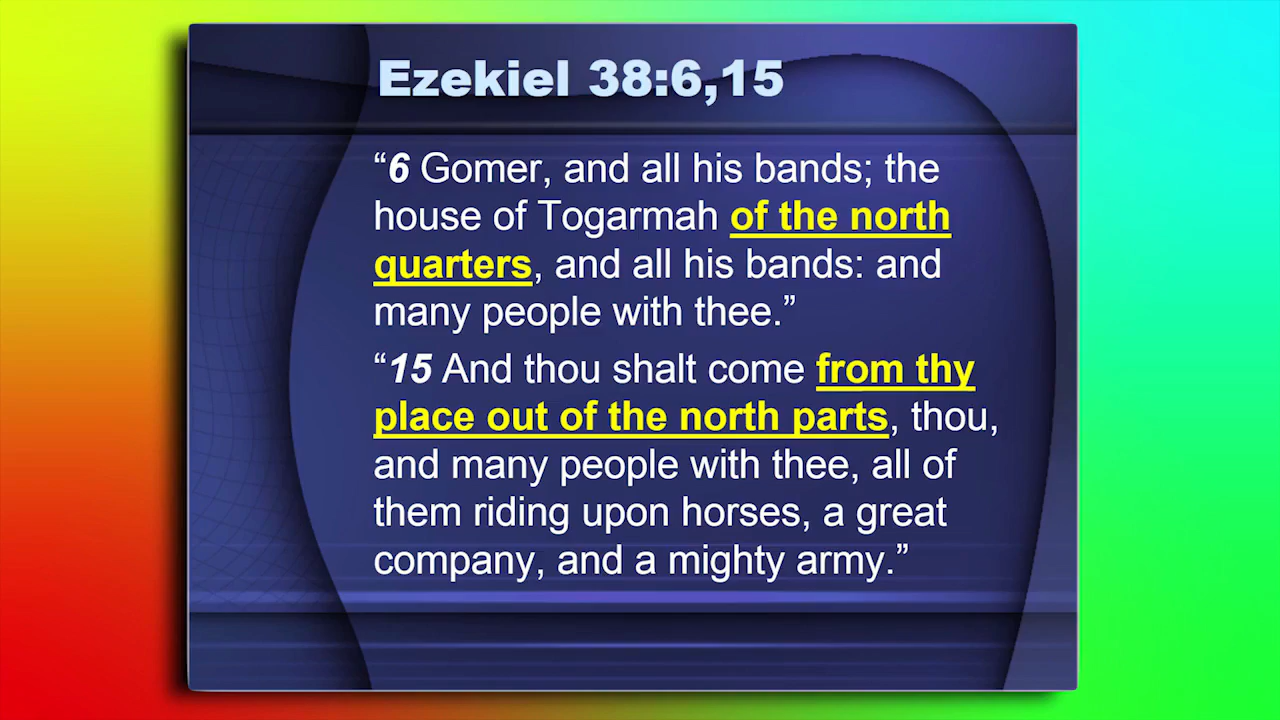 Ezekiel 38:6,15
“6 Gomer, and all his bands; the
house of Togarmah of the north
quarters, and all his bands: and
many people with thee.”
“15 And thou shalt come from thy
place out of the north parts, thou,
and many people with thee, all of
them riding upon horses, a great
company, and a mighty army.”